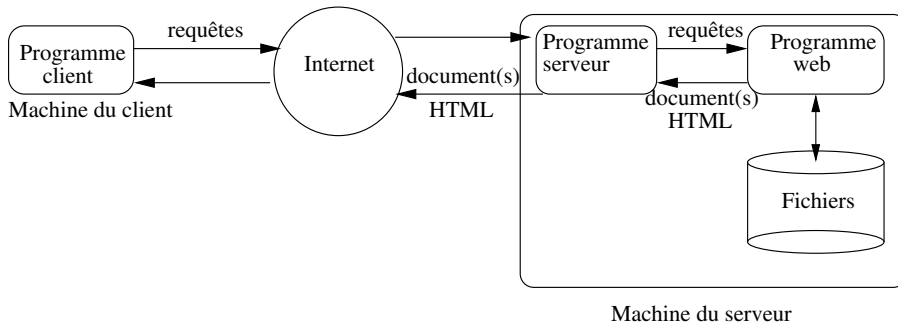 requêtes
Programme
client
Machine du client
Internet
document(s)
HTML
Programme
serveur
requêtes
Programme
web
document(s)
HTML
Fichiers
Machine du serveur